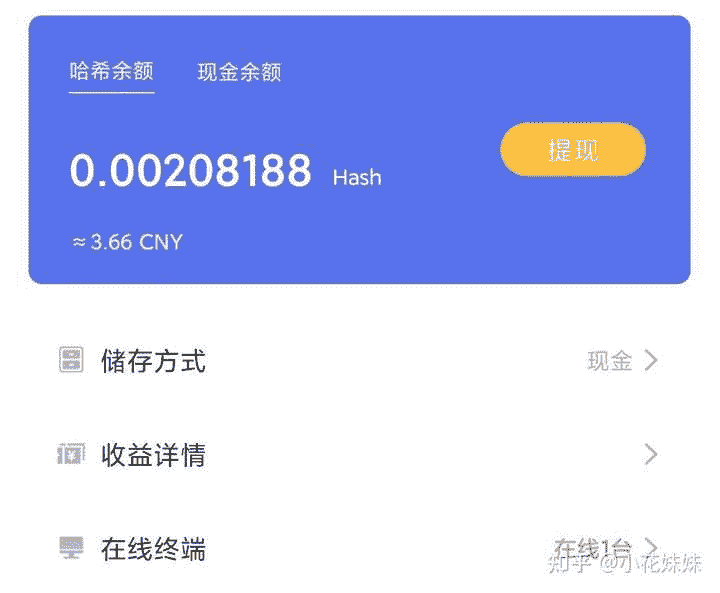 哈希余额 现金余额
提现
0.00208188 Hash
≈3.66 CNY
储存方式 现金
收益详情
在线终端 在线1台
知乎 @小花妹妹